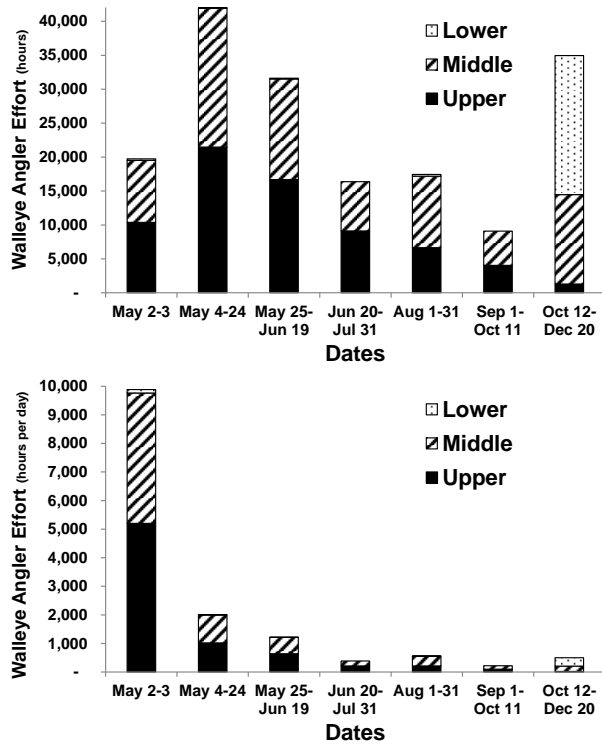 Walleye Angler Effort (hours)
40,000
35,000
30,000
25,000
20,000
15,000
10,000
5,000
-
Lower
Middle
Upper
May 2-3 May 4-24 May 25- Jun 20- Aug 1-31 Sep 1- Oct 12-
Jun 19 Jul 31 Oct 11 Dec 20
Dates
Walleye Angler Effort (hours per day)
10,000
9,000
8,000
7,000
6,000
5,000
4,000
3,000
2,000
1,000
-
Lower
Middle
Upper
May 2-3 May 4-24 May 25- Jun 20- Aug 1-31 Sep 1- Oct 12-
Jun 19 Jul 31 Oct 11 Dec 20
Dates